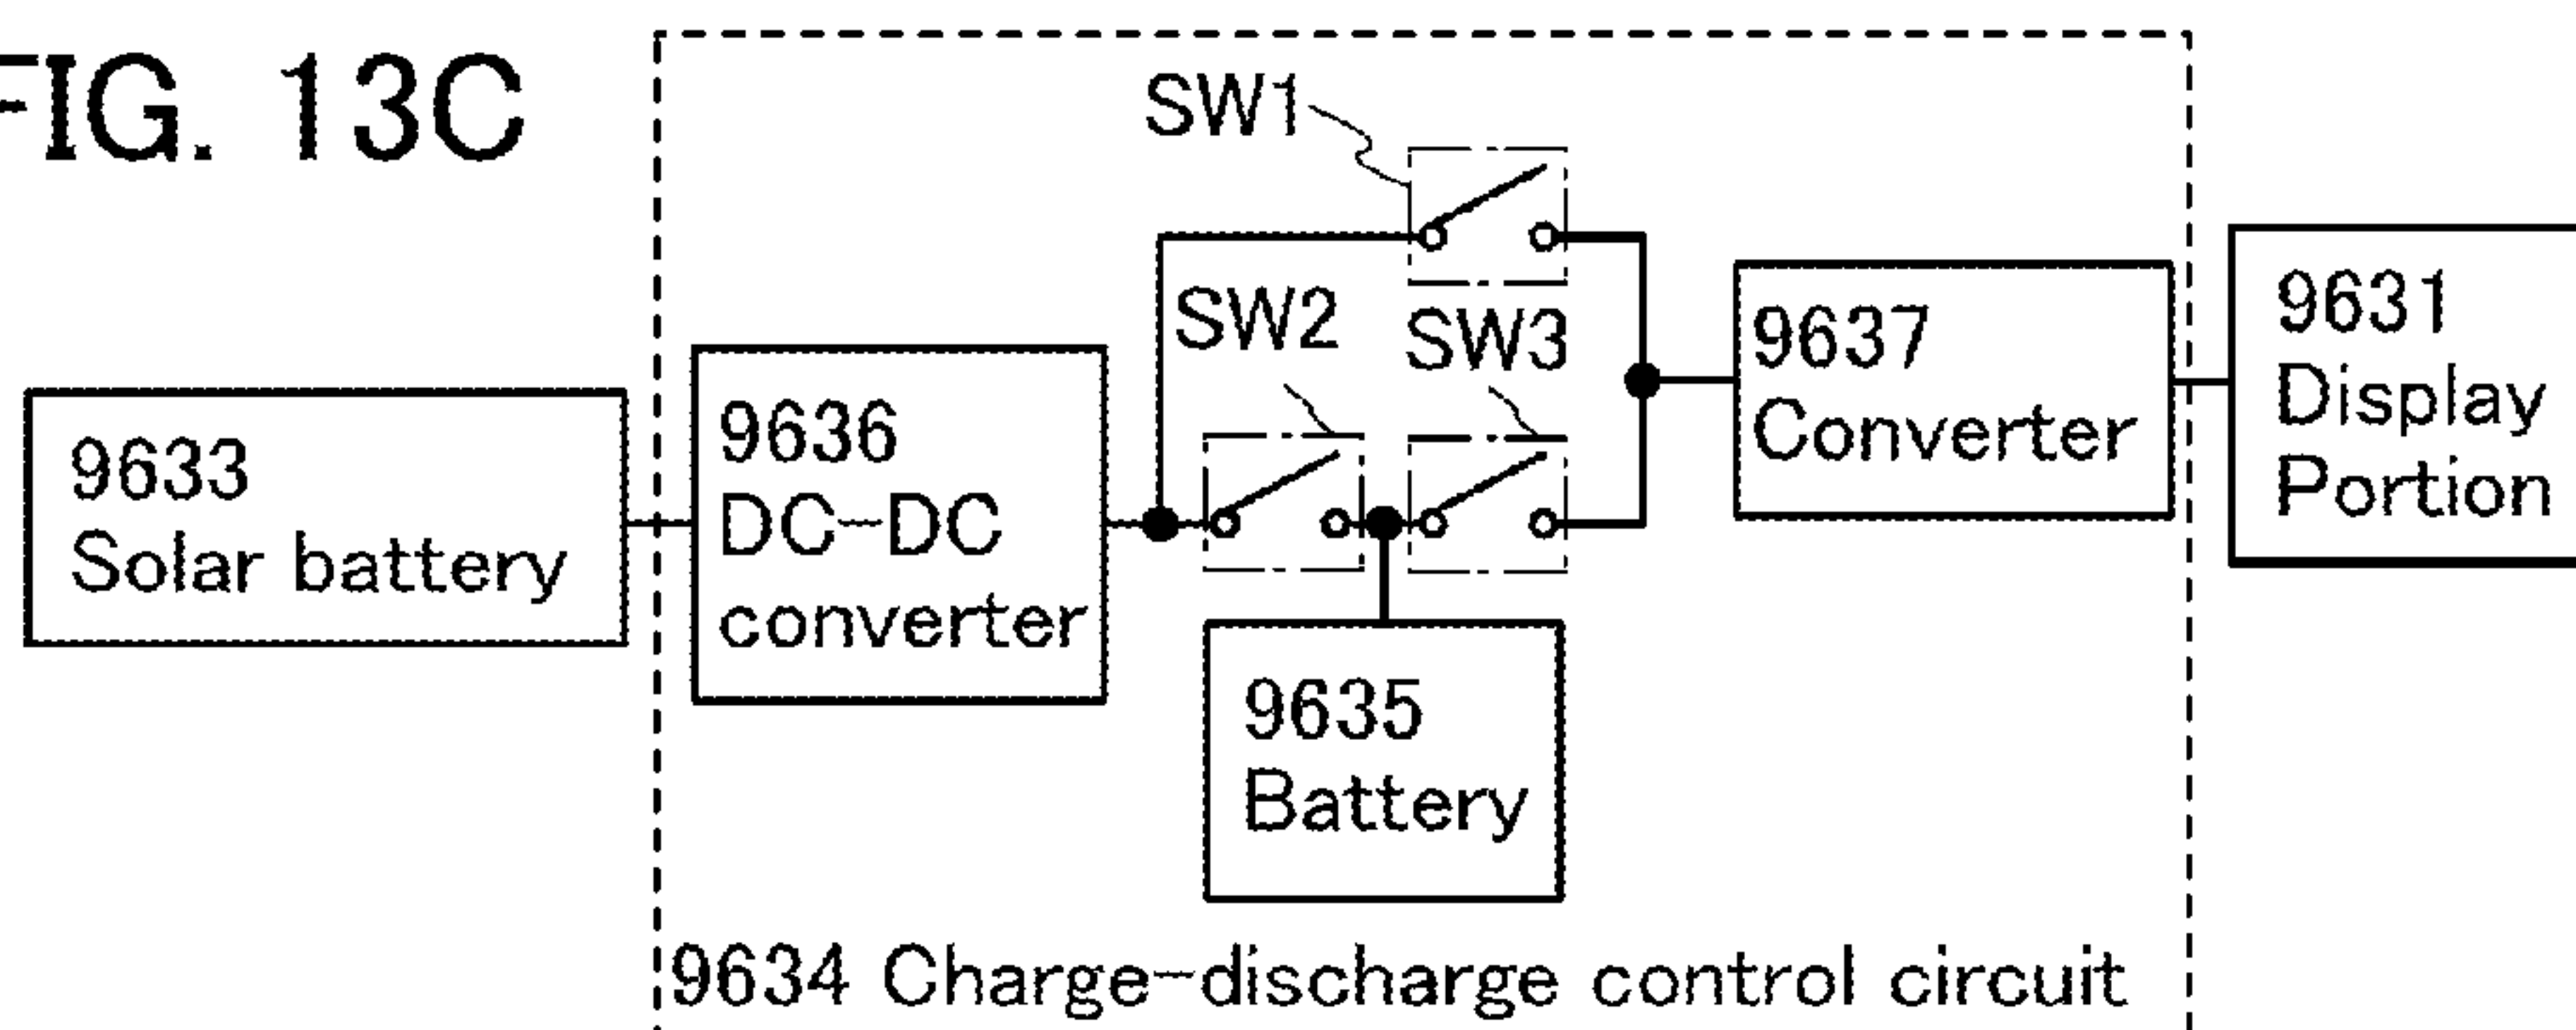 FIG. 13C
SW1
SW2
SW3
9633
Solar battery
9636
DC-DC
converter
9637
Converter
9631
Display
Portion
9635
Battery
9634 Charge-discharge control circuit